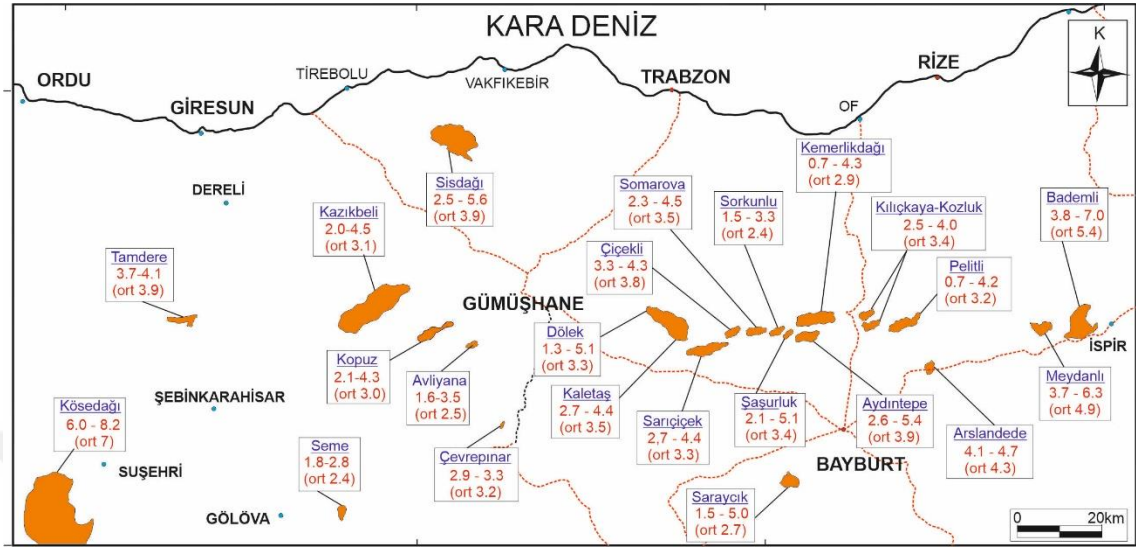 KARA DENİZ
K
ORDU
GİRESUN
TİREBOLU
VAKFIKEBİR
TRABZON
OF
RİZE
DERELİ
Sisdağı
2.5 - 5.6
(ort 3.9)
Kazıkbeli
2.0-4.5
(ort 3.1)
Tamdere
3.7-4.1
(ort 3.9)
Somarova
2.3 - 4.5
(ort 3.5)
Sorkunlu
1.5 - 3.3
(ort 2.4)
Kemerlikdağı
0.7 - 4.3
(ort 2.9)
Kılıçkaya-Kozluk
2.5 - 4.0
(ort 3.4)
Bademli
3.8 - 7.0
(ort 5.4)
Çiçekli
3.3 - 4.3
(ort 3.8)
Pelitli
0.7 - 4.2
(ort 3.2)
GÜMÜŞHANE
Dölek
1.3 - 5.1
(ort 3.3)
İSPİR
Kopuz
2.1-4.3
(ort 3.0)
Avliyana
1.6-3.5
(ort 2.5)
Kaletaş
2.7 - 4.4
(ort 3.5)
Sarıçiçek
2,7 - 4.4
(ort 3.3)
Şaşurluk
2.1 - 5.1
(ort 3.4)
Aydıntepe
2.6 - 5.4
(ort 3.9)
Arslandede
4.1 - 4.7
(ort 4.3)
Meydanlı
3.7 - 6.3
(ort 4.9)
ŞEBİNKARAHİSAR
Kösedağı
6.0 - 8.2
(ort 7)
SUŞEHRİ
Seme
1.8-2.8
(ort 2.4)
Çevrepınar
2.9 - 3.3
(ort 3.2)
BAYBURT
Saraycık
1.5 - 5.0
(ort 2.7)
GÖLÖVA
0 20km